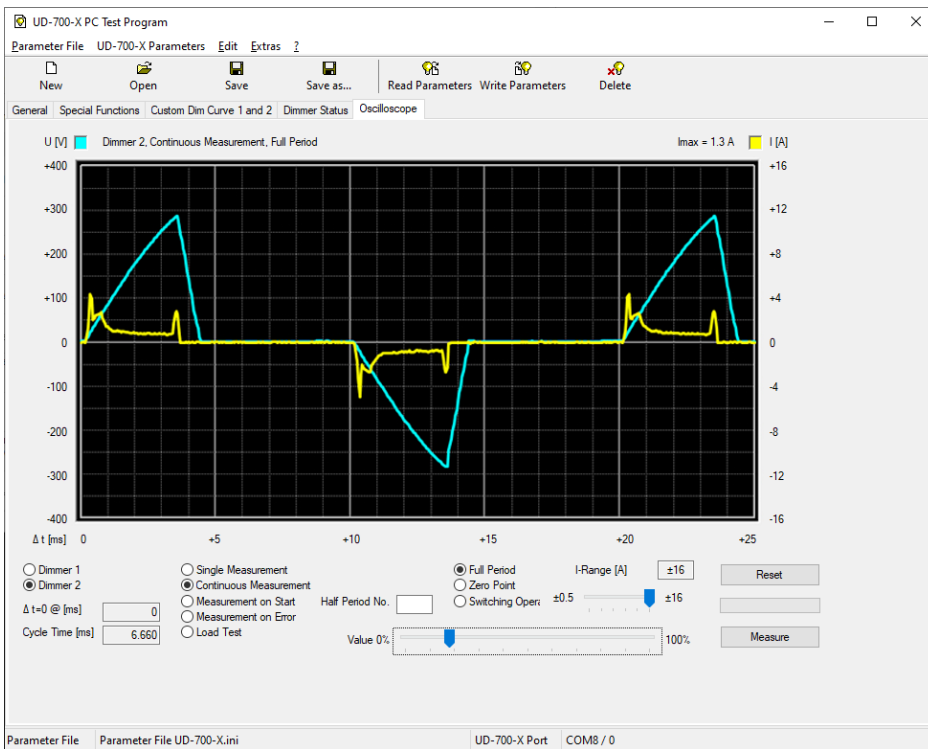 UD-700-X PC Test Program
Parameter File UD-700-X Parameters Edit Extras ?
New Open Save Save as... Read Parameters Write Parameters Delete
General Special Functions Custom Dim Curve 1 and 2 Dimmer Status Oscilloscope
U [V] Dimmer 2, Continuous Measurement, Full Period Imax = 1.3 A I [A]
+400 +16
+300 +12
+200 +8
+100 +4
0 0
-100 -4
-200 -8
-300 -12
-400 -16
Δ t [ms] 0 +5 +10 +15 +20 +25
Dimmer 1 Single Measurement Full Period I-Range [A] ±16 Reset
Dimmer 2 Continuous Measurement Zero Point
Δ t=0 @ [ms] 0 Measurement on Start Half Period No. Switching Opera ±0.5 ±16
Measurement on Error
Cycle Time [ms] 6.660 Load Test Value 0% 100% Measure
Parameter File Parameter File UD-700-X.ini UD-700-X Port COM8 / 0